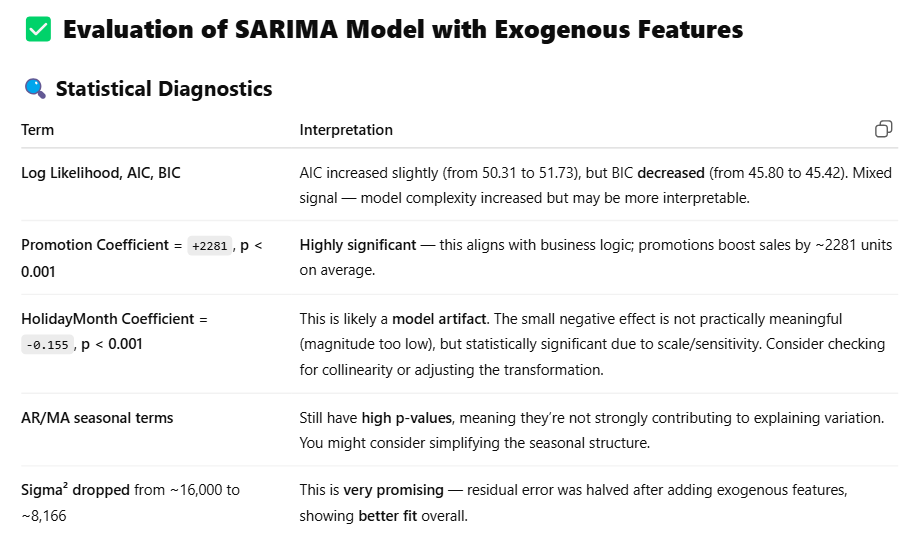 ✅ Evaluation of SARIMA Model with Exogenous Features
🔍 Statistical Diagnostics
Term Interpretation
Log Likelihood, AIC, BIC AIC increased slightly (from 50.31 to 51.73), but BIC decreased (from 45.80 to 45.42). Mixed
signal — model complexity increased but may be more interpretable.
Promotion Coefficient = +2281, p < Highly significant — this aligns with business logic; promotions boost sales by ~2281 units
0.001 on average.
HolidayMonth Coefficient = This is likely a model artifact. The small negative effect is not practically meaningful
-0.155, p < 0.001 (magnitude too low), but statistically significant due to scale/sensitivity. Consider checking
for collinearity or adjusting the transformation.
AR/MA seasonal terms Still have high p-values, meaning they're not strongly contributing to explaining variation.
You might consider simplifying the seasonal structure.
Sigma² dropped from ~16,000 to This is very promising — residual error was halved after adding exogenous features,
~8,166 showing better fit overall.